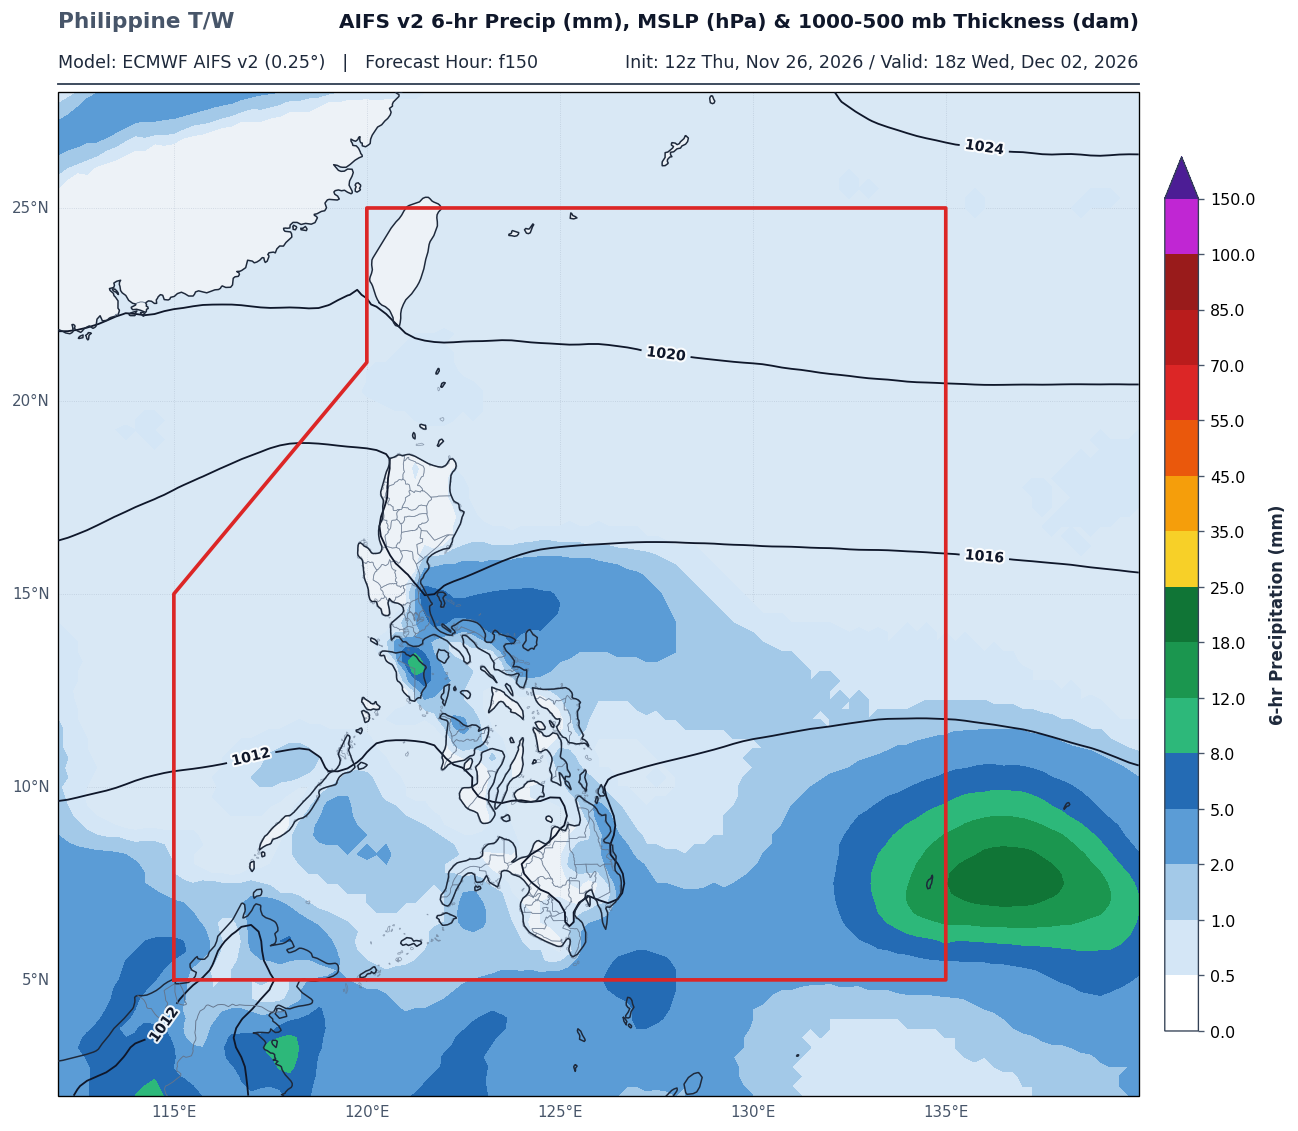 Philippine T/W
AIFS v2 6-hr Precip (mm), MSLP (hPa) & 1000-500 mb Thickness (dam)
Model: ECMWF AIFS v2 (0.25°) | Forecast Hour: f150
Init: 12z Thu, Nov 26, 2026 / Valid: 18z Wed, Dec 02, 2026
1024
25°N
1020
20°N
1016
15°N
1012
10°N
5°N
1012
115°E
120°E
125°E
130°E
135°E
150.0
100.0
85.0
70.0
55.0
45.0
35.0
25.0
18.0
12.0
8.0
5.0
2.0
1.0
0.5
0.0
6-hr Precipitation (mm)